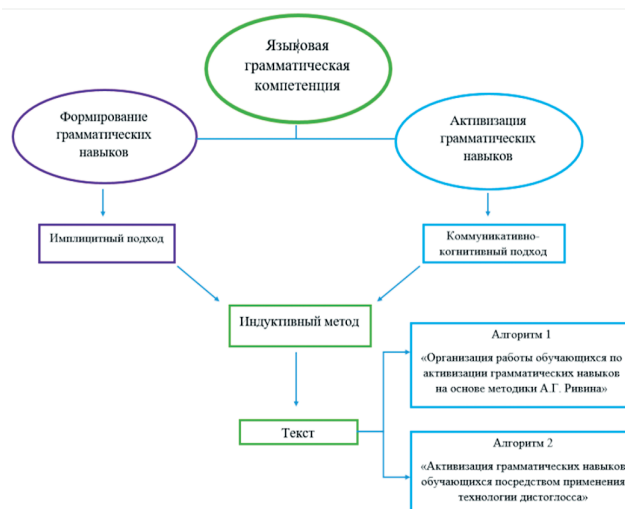 Языковая
грамматическая
компетенция
Формирование
грамматических
навыков
Активизация
грамматических
навыков
Имплицитный подход
Коммуникативно-
когнитивный подход
Индуктивный метод
Текст
Алгоритм 1
«Организация работы обучающихся по
активизации грамматических навыков
на основе методики А.Г. Ривина»
Алгоритм 2
«Активизация грамматических навыков
обучающихся посредством применения
технологии дистоглосса»